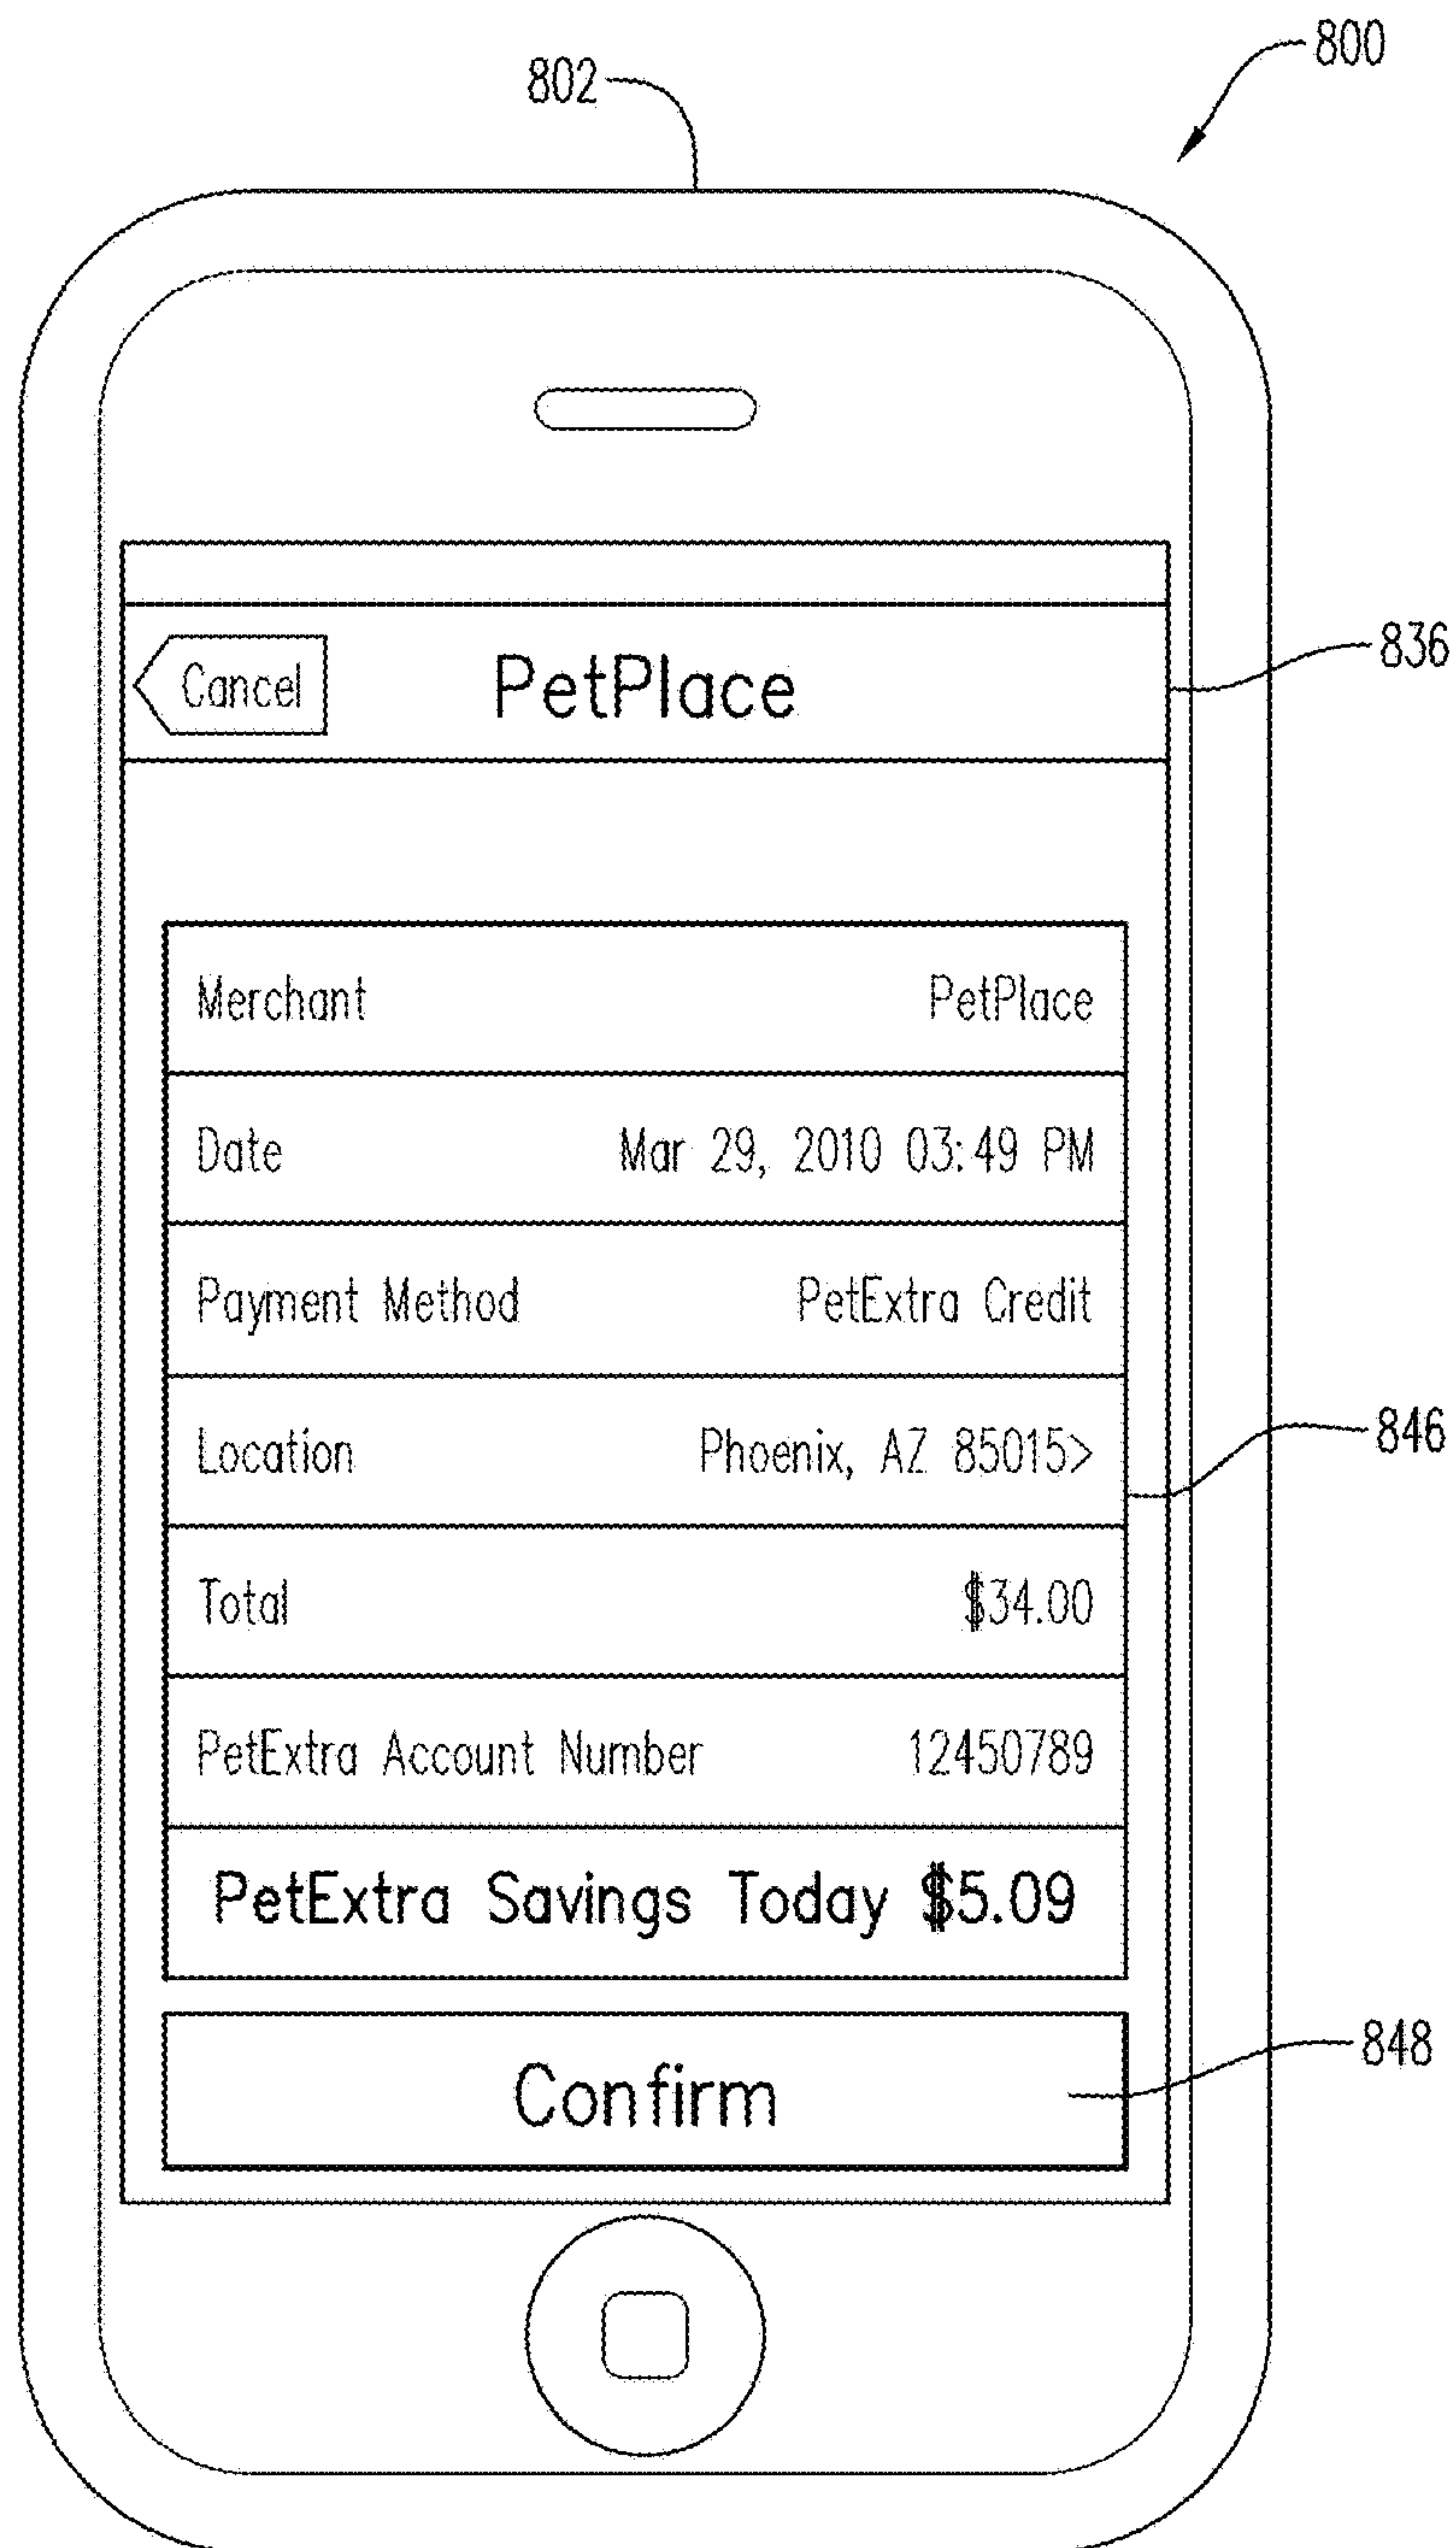 800
802
836
Cancel PetPlace
Merchant PetPlace
Date Mar 29, 2010 03:49 PM
Payment Method PetExtra Credit
846
Location Phoenix, AZ 85015>
Total $34.00
PetExtra Account Number 12450789
PetExtra Savings Today $5.09
848
Confirm